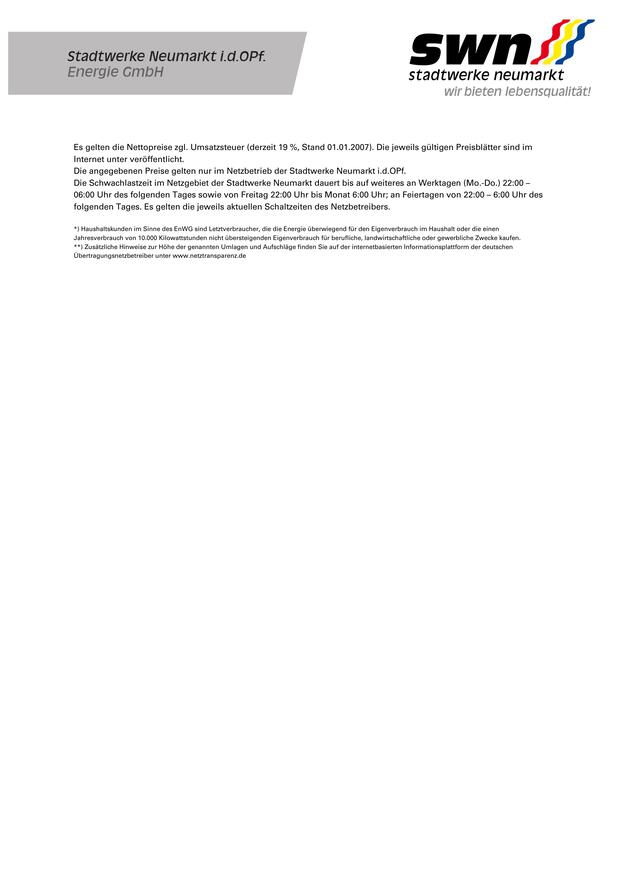 Stadtwerke Neumarkt i.d.OPf.
Energie GmbH
swn
stadtwerke neumarkt
wir bieten lebensqualität!
Es gelten die Nettopreise zgl. Umsatzsteuer (derzeit 19 %, Stand 01.01.2007). Die jeweils gültigen Preisblätter sind im
Internet unter veröffentlicht.
Die angegebenen Preise gelten nur im Netzbetrieb der Stadtwerke Neumarkt i.d.OPf.
Die Schwachlastzeit im Netzgebiet der Stadtwerke Neumarkt dauert bis auf weiteres an Werktagen (Mo.-Do.) 22:00 –
06:00 Uhr des folgenden Tages sowie von Freitag 22:00 Uhr bis Monat 6:00 Uhr; an Feiertagen von 22:00 – 6:00 Uhr des
folgenden Tages. Es gelten die jeweils aktuellen Schaltzeiten des Netzbetreibers.
*) Haushaltskunden im Sinne des EnWG sind Letztverbraucher, die die Energie überwiegend für den Eigenverbrauch im Haushalt oder die einen
Jahresverbrauch von 10.000 Kilowattstunden nicht übersteigenden Eigenverbrauch für berufliche, landwirtschaftliche oder gewerbliche Zwecke kaufen.
**) Zusätzliche Hinweise zur Höhe der genannten Umlagen und Aufschläge finden Sie auf der internetbasierten Informationsplattform der deutschen
Übertragungsnetzbetreiber unter www.netztransparenz.de